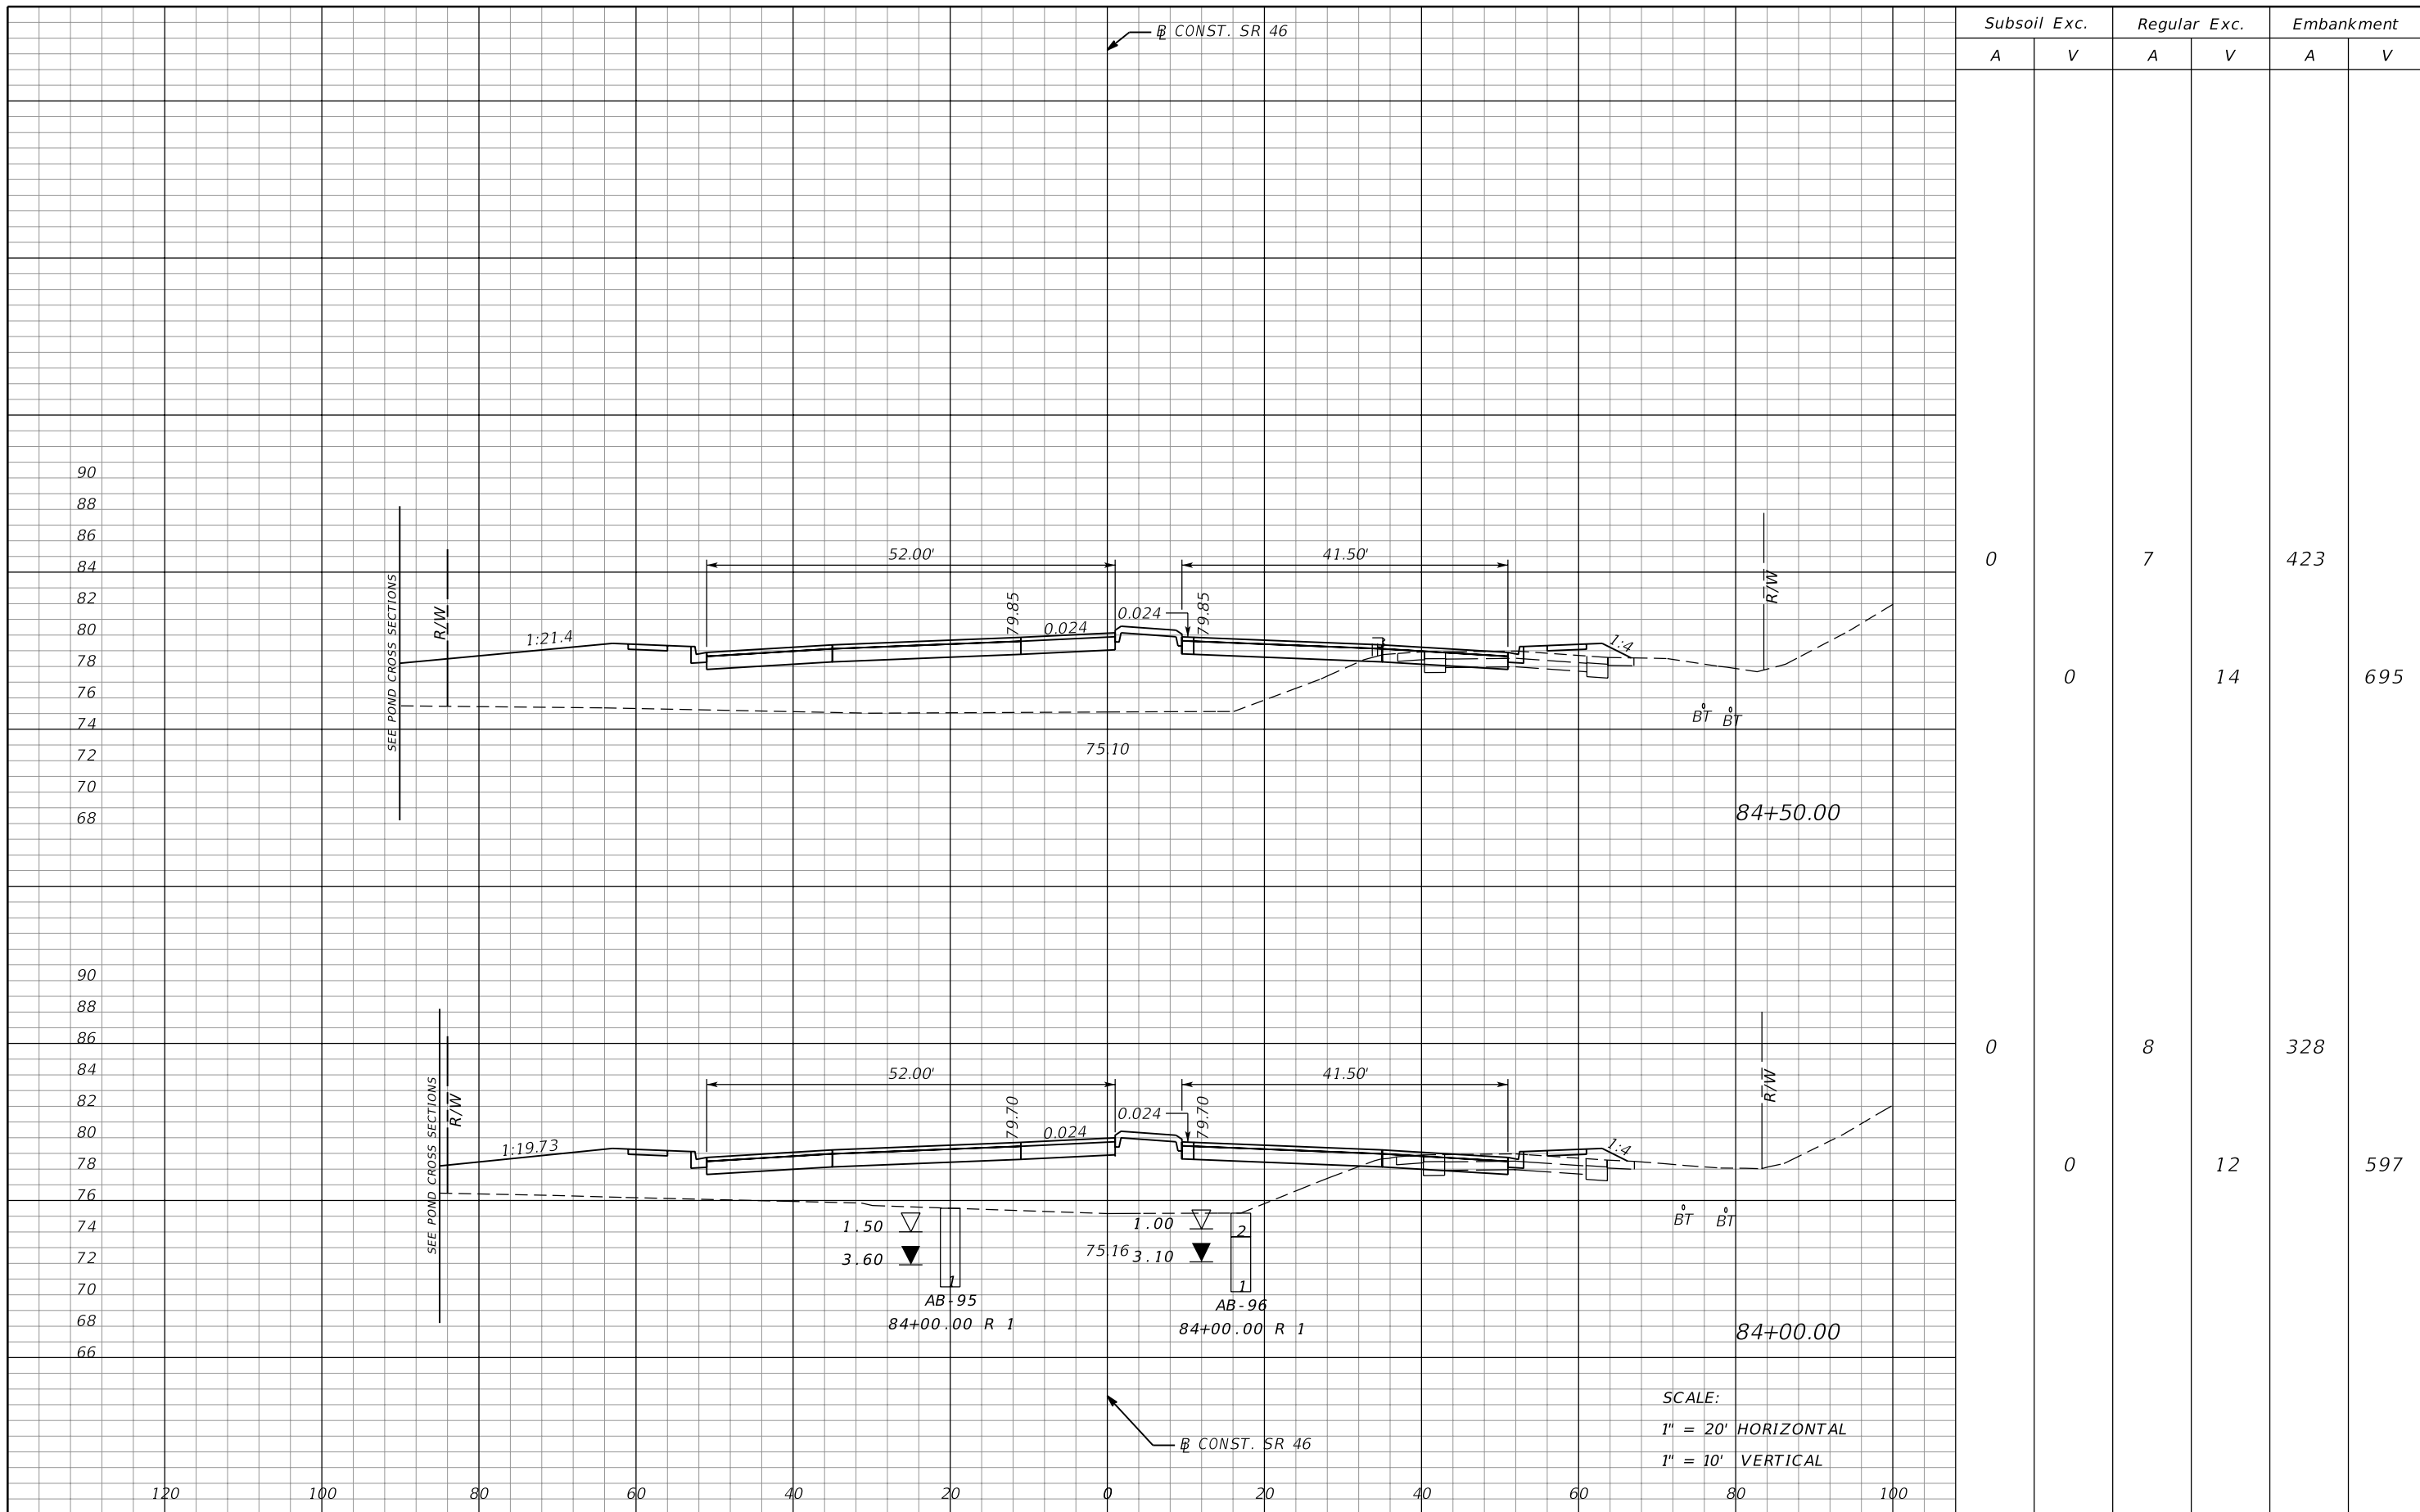 Subsoil Exc. Regular Exc. Embankment
A V A V A V
BL CONST. SR 46
90
88
86
84
82
80
78
76
74
72
70
68
SEE POND CROSS SECTIONS
R/W
1:21.4
52.00'
79.85
0.024
0.024
79.85
41.50'
1:4
R/W
BT BT
75.10
84+50.00
0 7 423
0 14 695
90
88
86
84
82
80
78
76
74
72
70
68
66
SEE POND CROSS SECTIONS
R/W
1:19.73
52.00'
79.70
0.024
0.024
79.70
41.50'
1:4
R/W
BT BT
1.50
3.60
1
AB-95
84+00.00 R 1
75.16
1.00
3.10
2
1
AB-96
84+00.00 R 1
84+00.00
0 8 328
0 12 597
SCALE:
1" = 20' HORIZONTAL
1" = 10' VERTICAL
BL CONST. SR 46
120 100 80 60 40 20 0 20 40 60 80 100